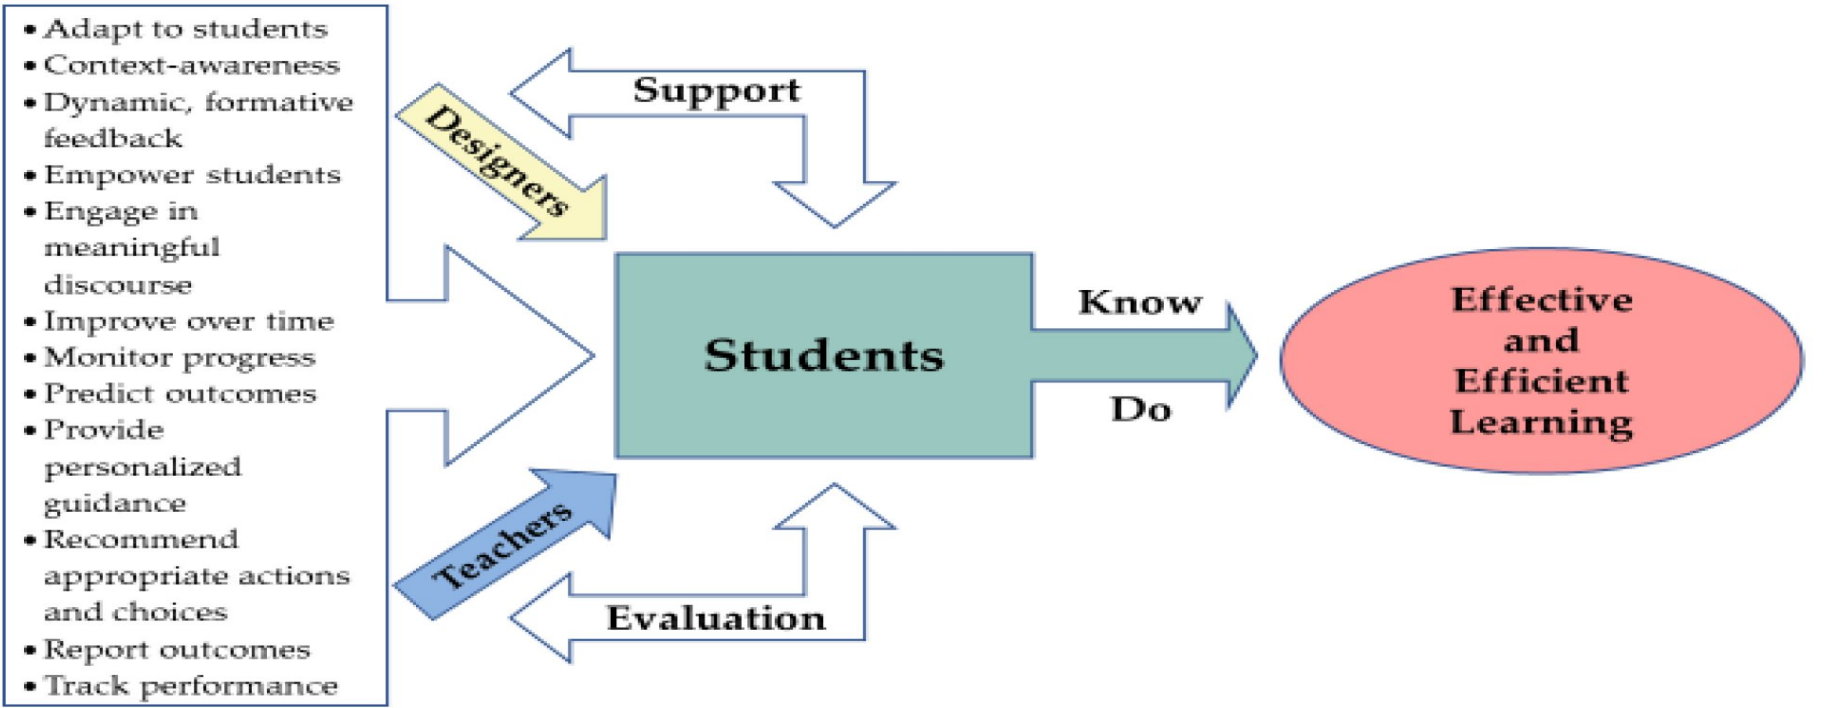 • Adapt to students
• Context-awareness
• Dynamic, formative
feedback
• Empower students
• Engage in
meaningful
discourse
• Improve over time
• Monitor progress
• Predict outcomes
• Provide
personalized
guidance
• Recommend
appropriate actions
and choices
• Report outcomes
• Track performance
Designers
Support
Students
Teachers
Evaluation
Know
Do
Effective
and
Efficient
Learning